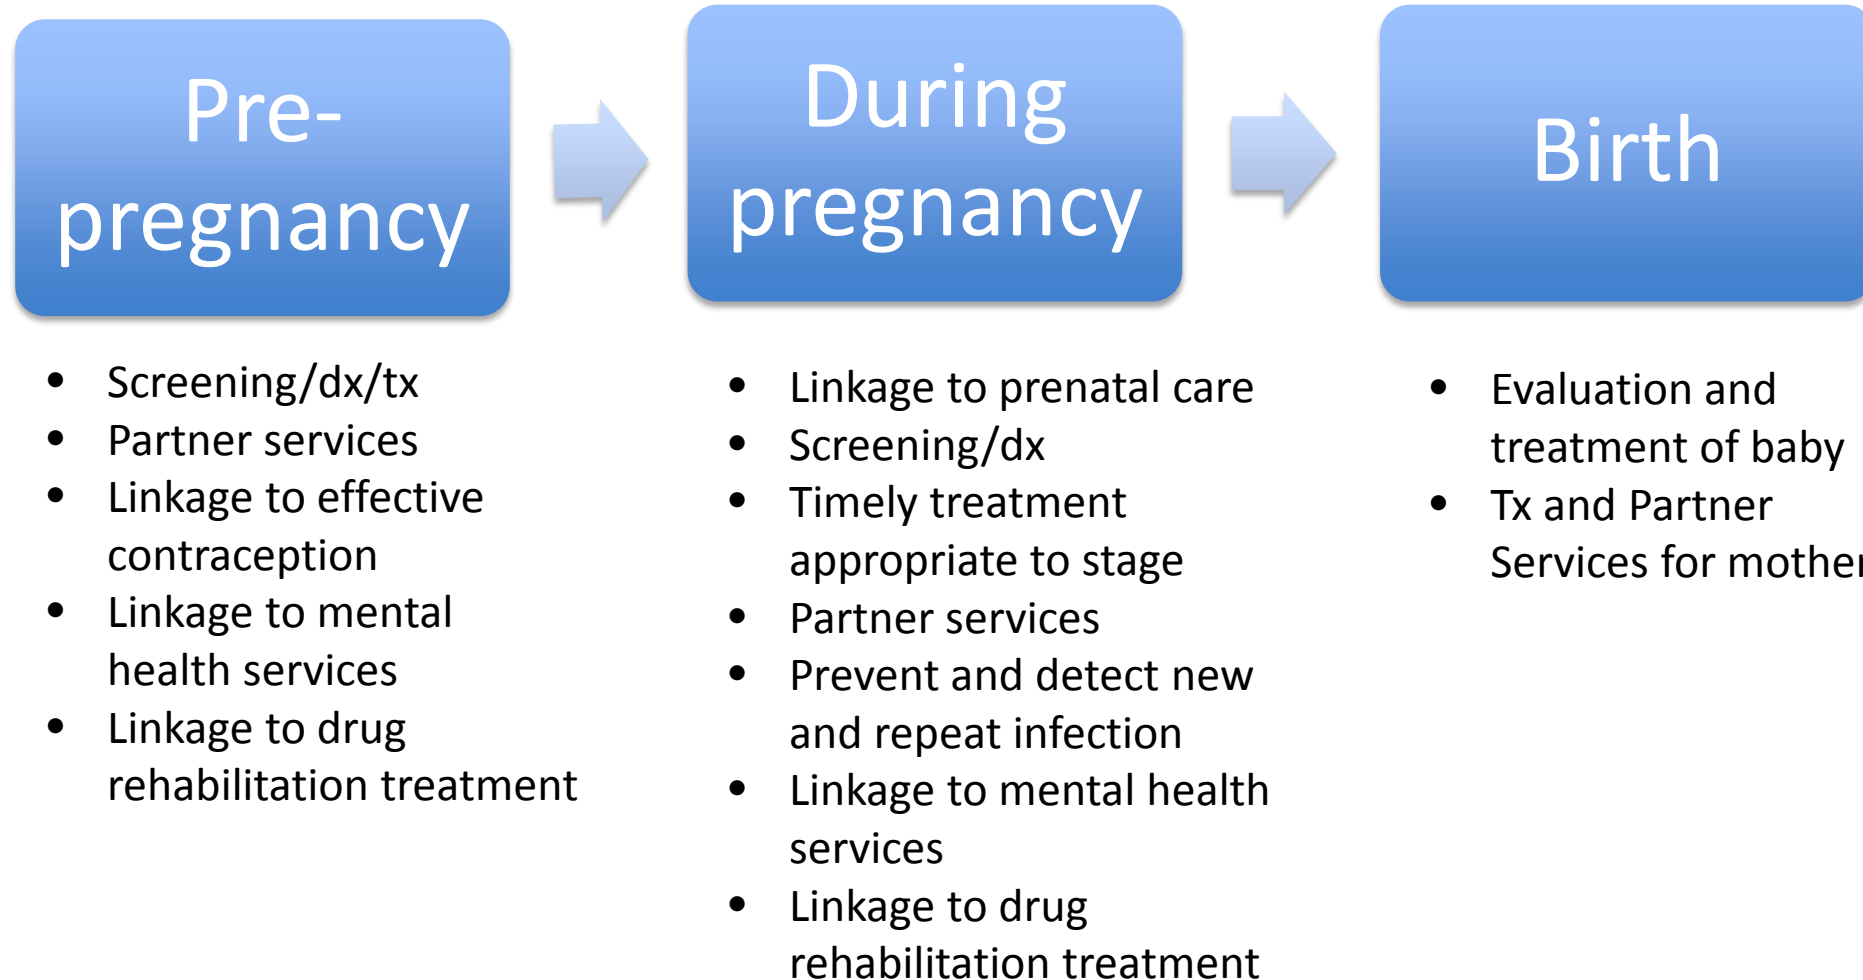 Pre-
pregnancy
During
pregnancy
Birth
• Screening/dx/tx
• Partner services
• Linkage to effective
contraception
• Linkage to mental
health services
• Linkage to drug
rehabilitation treatment
• Linkage to prenatal care
• Screening/dx
• Timely treatment
appropriate to stage
• Partner services
• Prevent and detect new
and repeat infection
• Linkage to mental health
services
• Linkage to drug
rehabilitation treatment
• Evaluation and
treatment of baby
• Tx and Partner
Services for mother